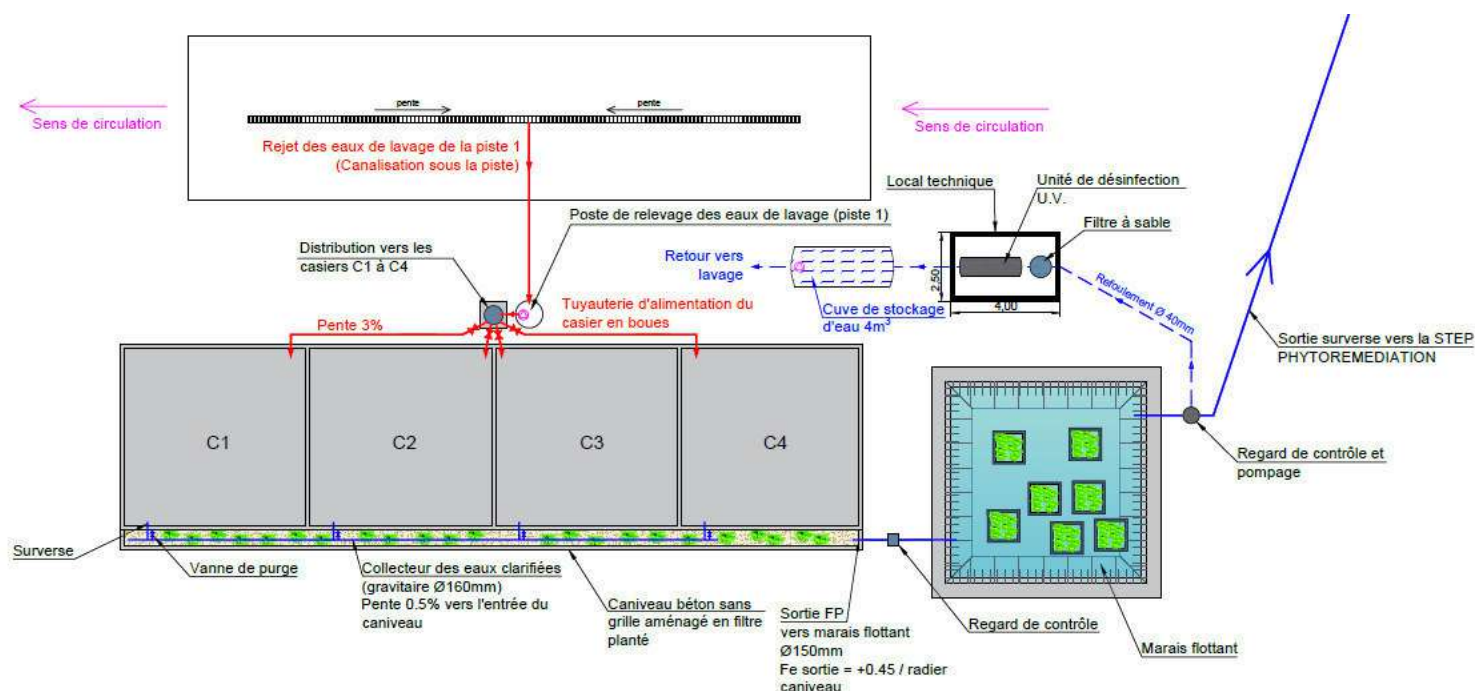 pente
pente
Sens de circulation
Sens de circulation
Rejet des eaux de lavage de la piste 1
(Canalisation sous la piste)
Local technique
Unité de désinfection
U.V.
Filtre à sable
Poste de relevage des eaux de lavage (piste 1)
Distribution vers les
casiers C1 à C4
Retour vers
lavage
2,50
4,00
Refoulement Ø 40mm
Cuve de stockage
d'eau 4m³
Tuyauterie d'alimentation du
casier en boues
Pente 3%
Sortie surverse vers la STEP
PHYTOREMEDIATION
C1
C2
C3
C4
Regard de contrôle et
pompage
Surverse
Vanne de purge
Collecteur des eaux clarifiées
(gravitaire Ø160mm)
Pente 0.5% vers l'entrée du
caniveau
Caniveau béton sans
grille aménagé en filtre
planté
Sortie FP
vers marais flottant
Ø150mm
Fe sortie = +0.45 / radier
caniveau
Regard de contrôle
Marais flottant